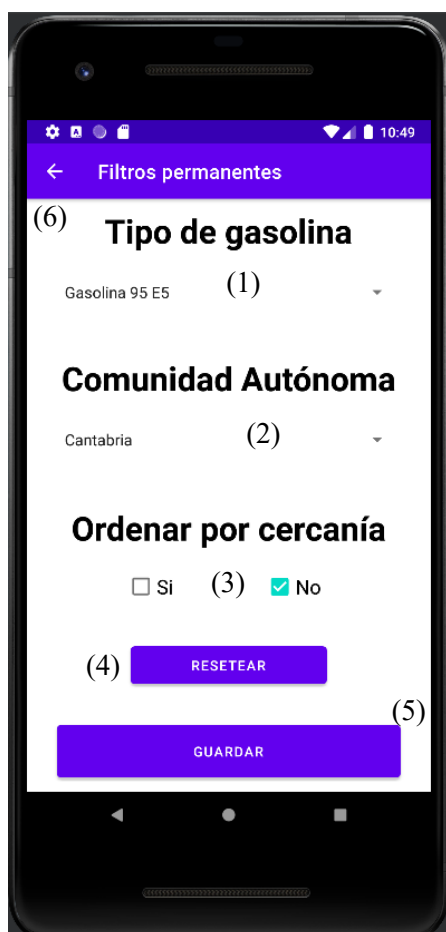 10:49
Filtros permanentes
(6)
Tipo de gasolina
Gasolina 95 E5 (1)
Comunidad Autónoma
Cantabria (2)
Ordenar por cercanía
Si (3) No
(4) RESETEAR
(5)
GUARDAR